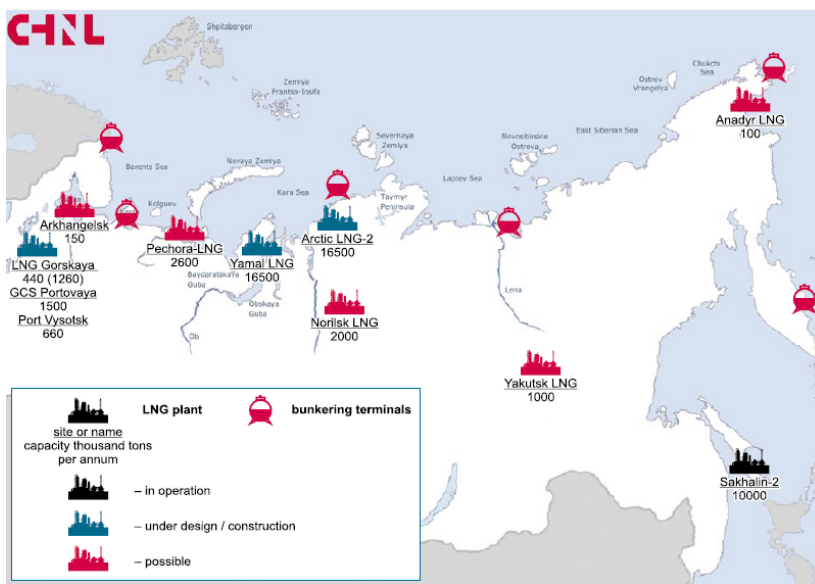 CHNL
Shpitsbergen
Zemlya
Frantsa-Iosifa
Chukchi
Sea
Ostrov
Vrangelya
Severnaya
Zemlya
Novosibirskie
Ostrova
East Siberian Sea
Anadyr LNG
100
Barents Sea
Novaya Zemlya
Kara Sea
Laptev Sea
Taymyr
Peninsula
Kolguev
Arkhangelsk
150
Pechora-LNG
2600
Yamal LNG
16500
Arctic LNG-2
16500
LNG Gorskaya
440 (1260)
GCS Portovaya
1500
Port Vysotsk
660
Baydaratskaya
Guba
Obskaya
Guba
Ob
Norilsk LNG
2000
Lena
Yakutsk LNG
1000
Sakhalin-2
10000
LNG plant
bunkering terminals
site or name
capacity thousand tons
per annum
– in operation
– under design / construction
– possible